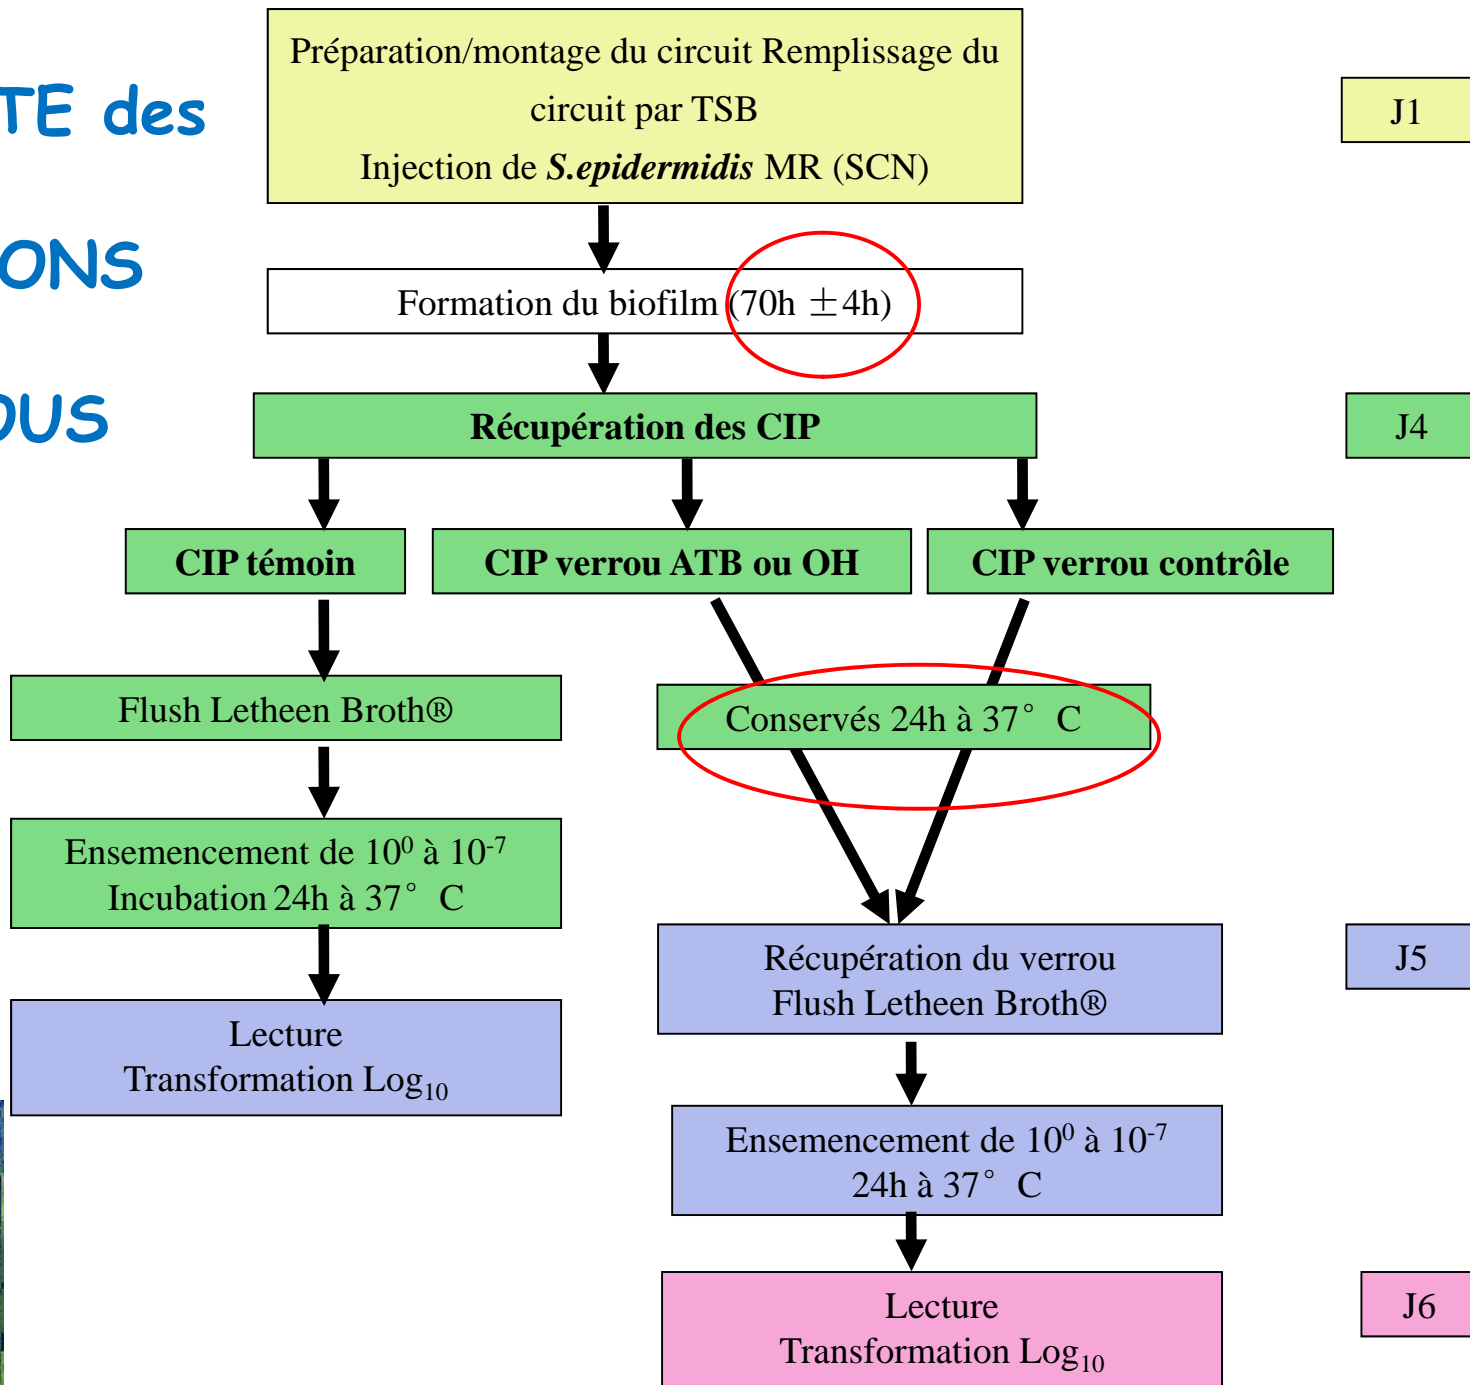 TE des
ONS
OUS
Préparation/montage du circuit Remplissage du
circuit par TSB
Injection de S.epidermidis MR (SCN)
J1
Formation du biofilm (70h ±4h)
Récupération des CIP
J4
CIP témoin
CIP verrou ATB ou OH
CIP verrou contrôle
Flush Letheen Broth®
Conservés 24h à 37° C
Ensemencement de 10⁰ à 10⁻⁷
Incubation 24h à 37° C
Récupération du verrou
Flush Letheen Broth®
J5
Lecture
Transformation Log₁₀
Ensemencement de 10⁰ à 10⁻⁷
24h à 37° C
Lecture
Transformation Log₁₀
J6